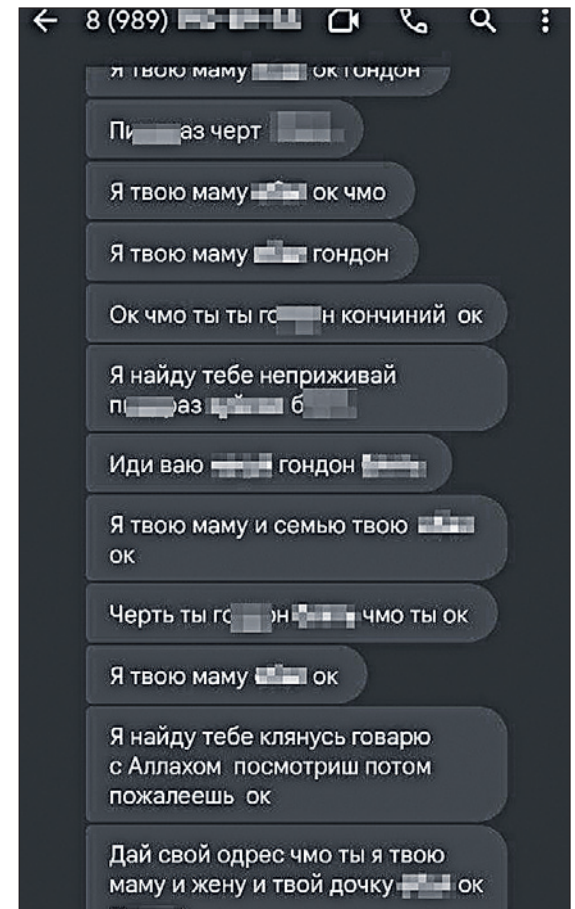 8 (989)
Я твою маму ок гондон
Пи аз черт
Я твою маму ок чмо
Я твою маму гондон
Ок чмо ты ты го н кончиний ок
Я найду тебе неприживай
п аз б
Иди ваю гондон
Я твою маму и семью твою
ок
Черть ты го он чмо ты ок
Я твою маму ок
Я найду тебе клянусь говарю
с Аллахом посмотриш потом
пожалеешь ок
Дай свой одрес чмо ты я твою
маму и жену и твой дочку ок